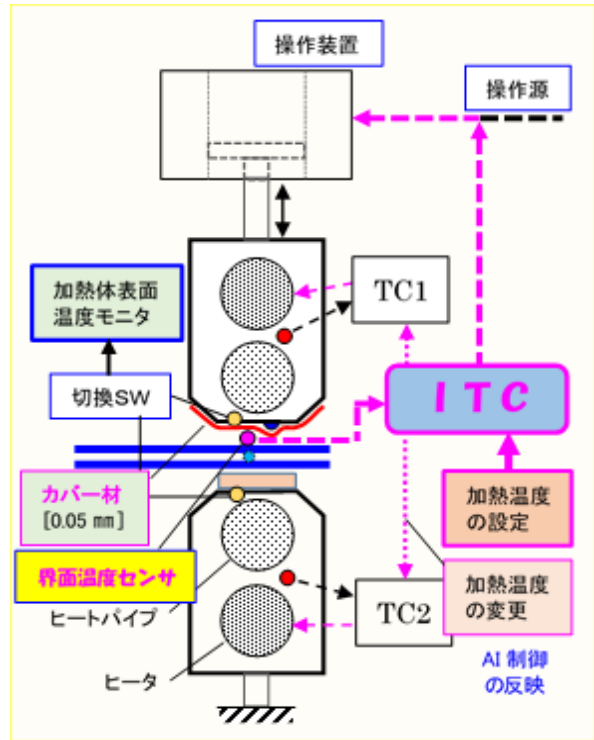 操作装置
操作源
加熱体表面
温度モニタ
TC1
切換SW
ITC
カバー材
[0.05 mm]
加熱温度
の設定
界面温度センサ
ヒートパイプ
TC2
加熱温度
の変更
ヒータ
AI 制御
の反映